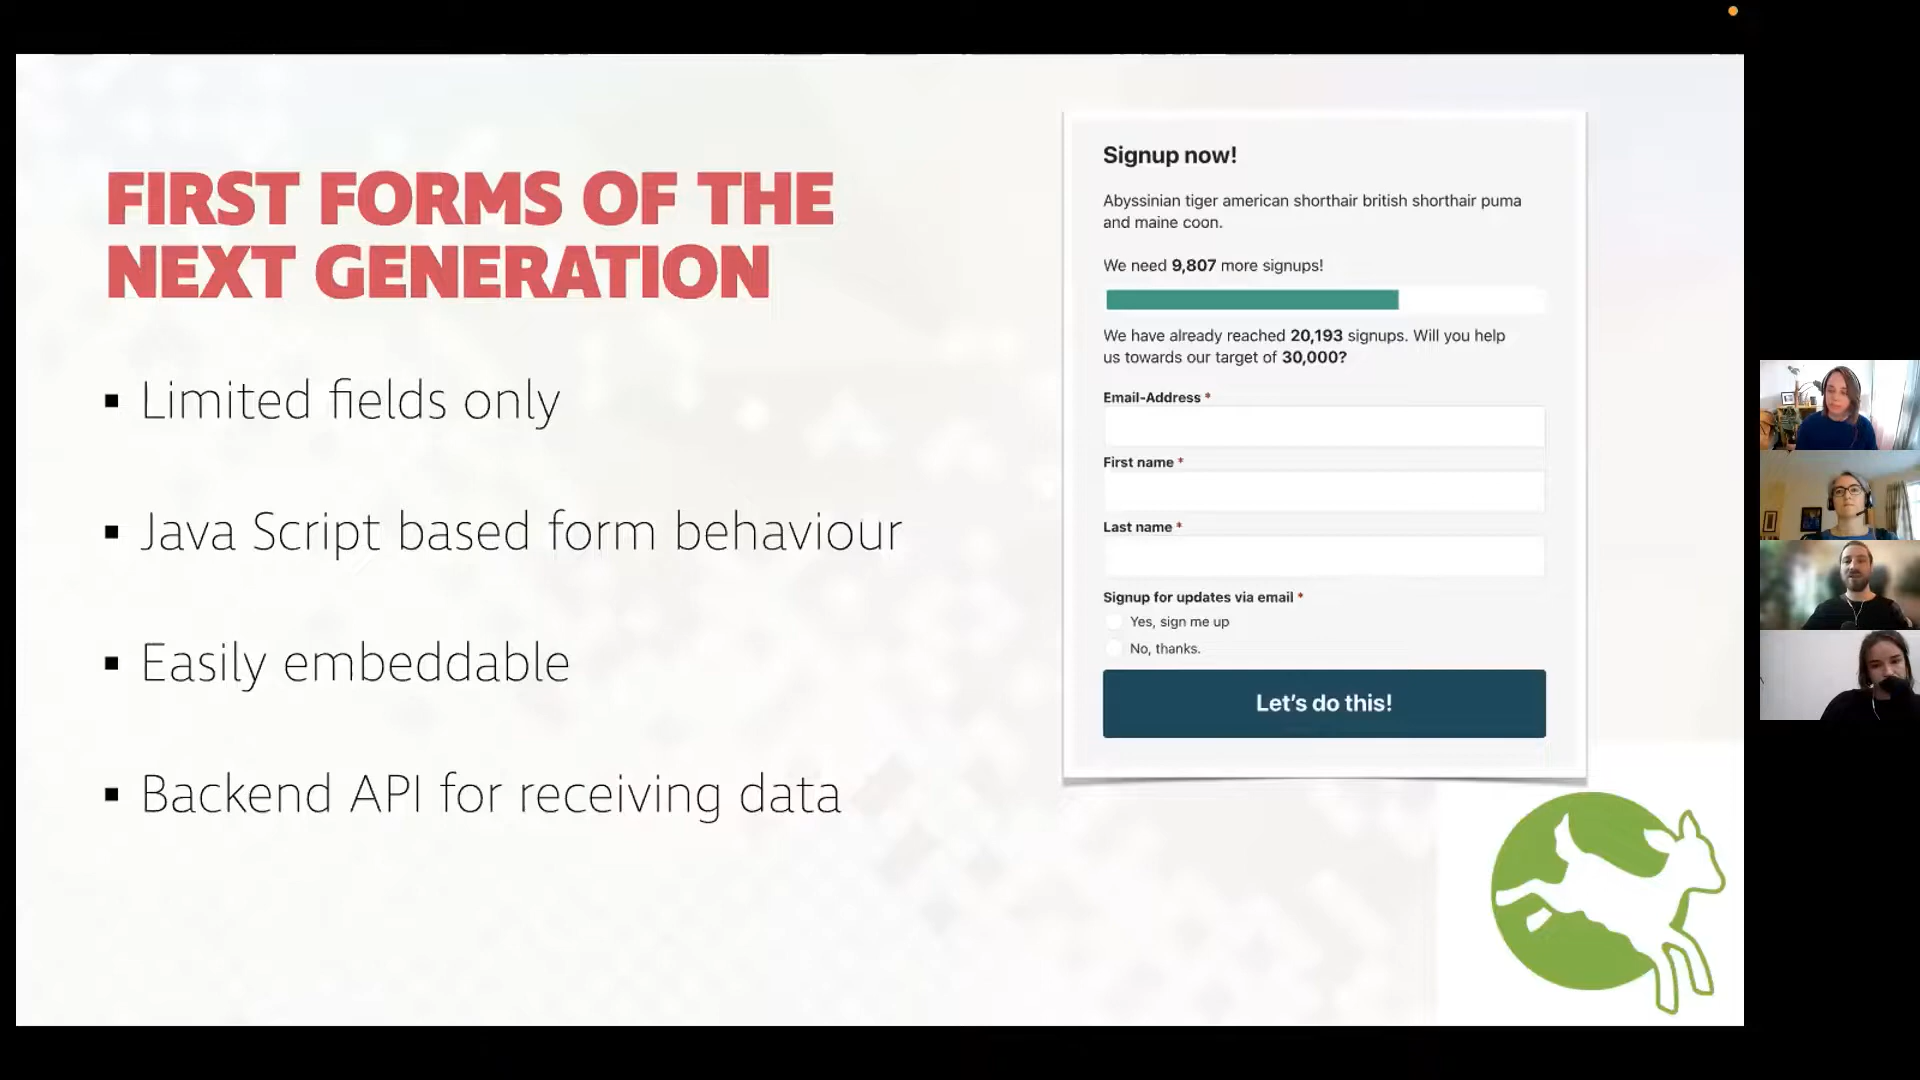 FIRST FORMS OF THE
NEXT GENERATION
▪ Limited fields only
▪ Java Script based form behaviour
▪ Easily embeddable
▪ Backend API for receiving data
Signup now!
Abyssinian tiger american shorthair british shorthair puma
and maine coon.
We need 9,807 more signups!
We have already reached 20,193 signups. Will you help
us towards our target of 30,000?
Email-Address *
First name *
Last name *
Signup for updates via email *
Yes, sign me up
No, thanks.
Let's do this!